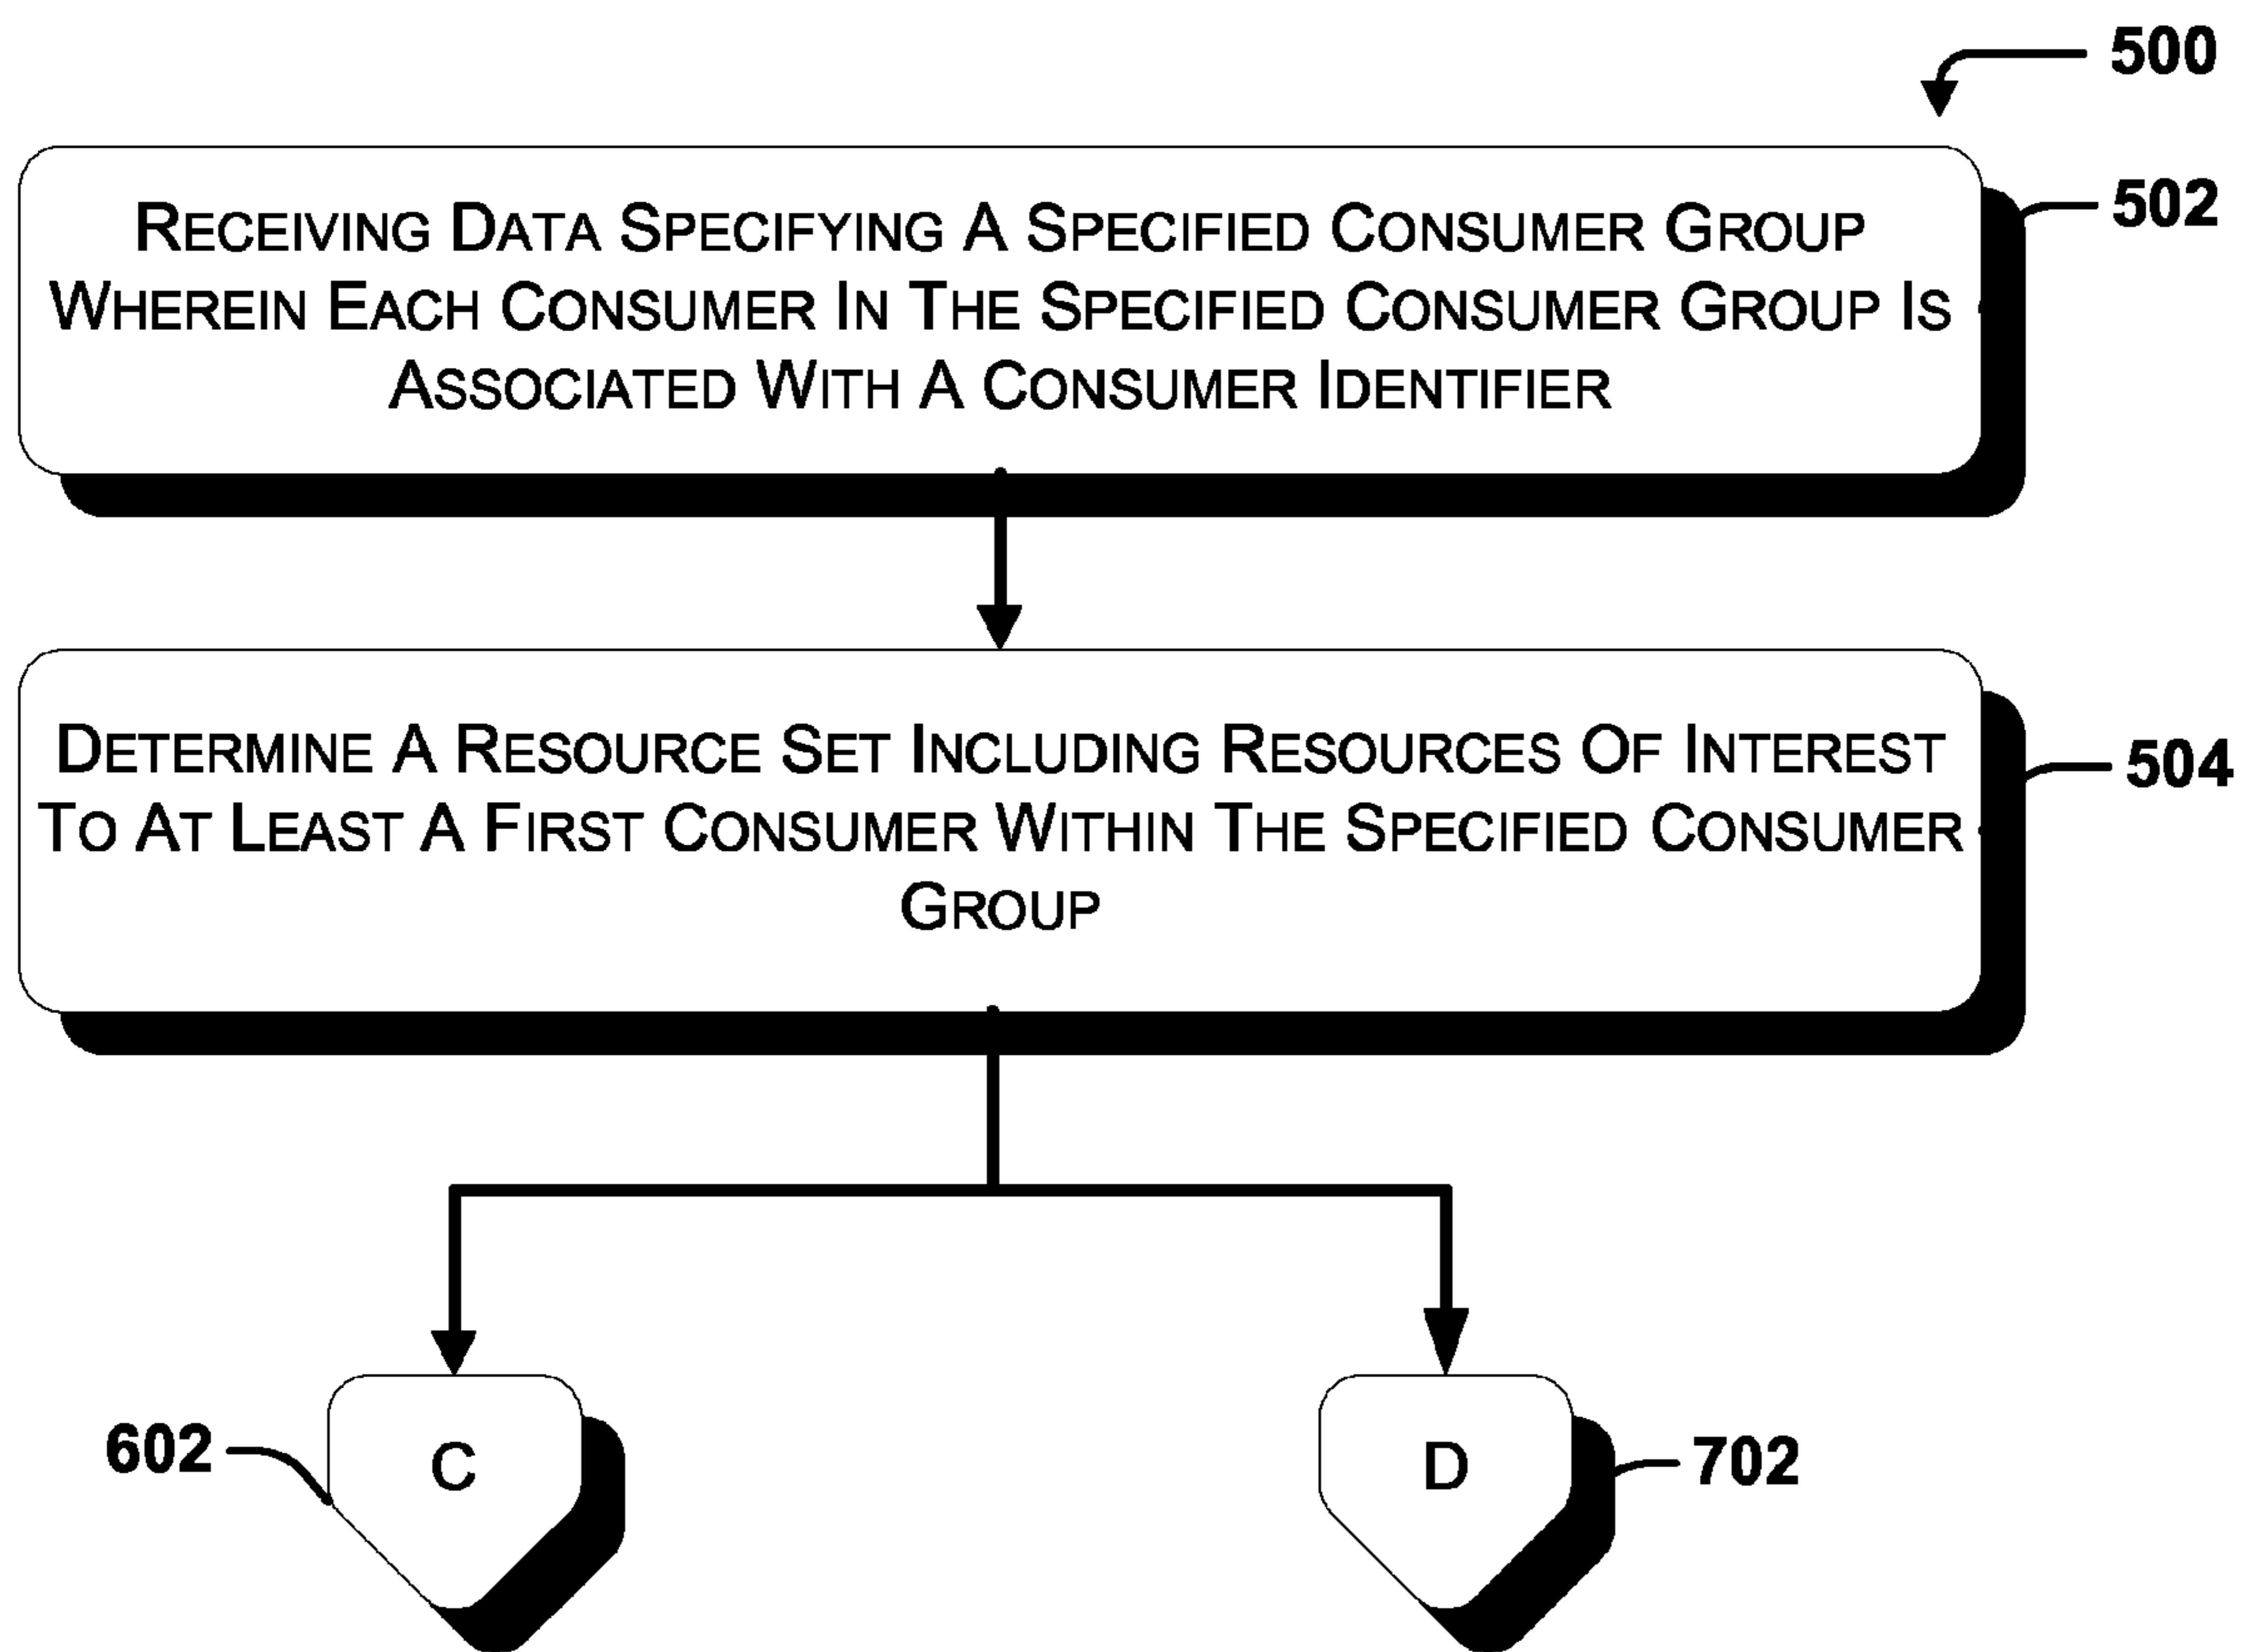 500
RECEIVING DATA SPECIFYING A SPECIFIED CONSUMER GROUP
502
WHEREIN EACH CONSUMER IN THE SPECIFIED CONSUMER GROUP IS
ASSOCIATED WITH A CONSUMER IDENTIFIER
DETERMINE A RESOURCE SET INCLUDING RESOURCES OF INTEREST
504
TO AT LEAST A FIRST CONSUMER WITHIN THE SPECIFIED CONSUMER
GROUP
602
C
D
702